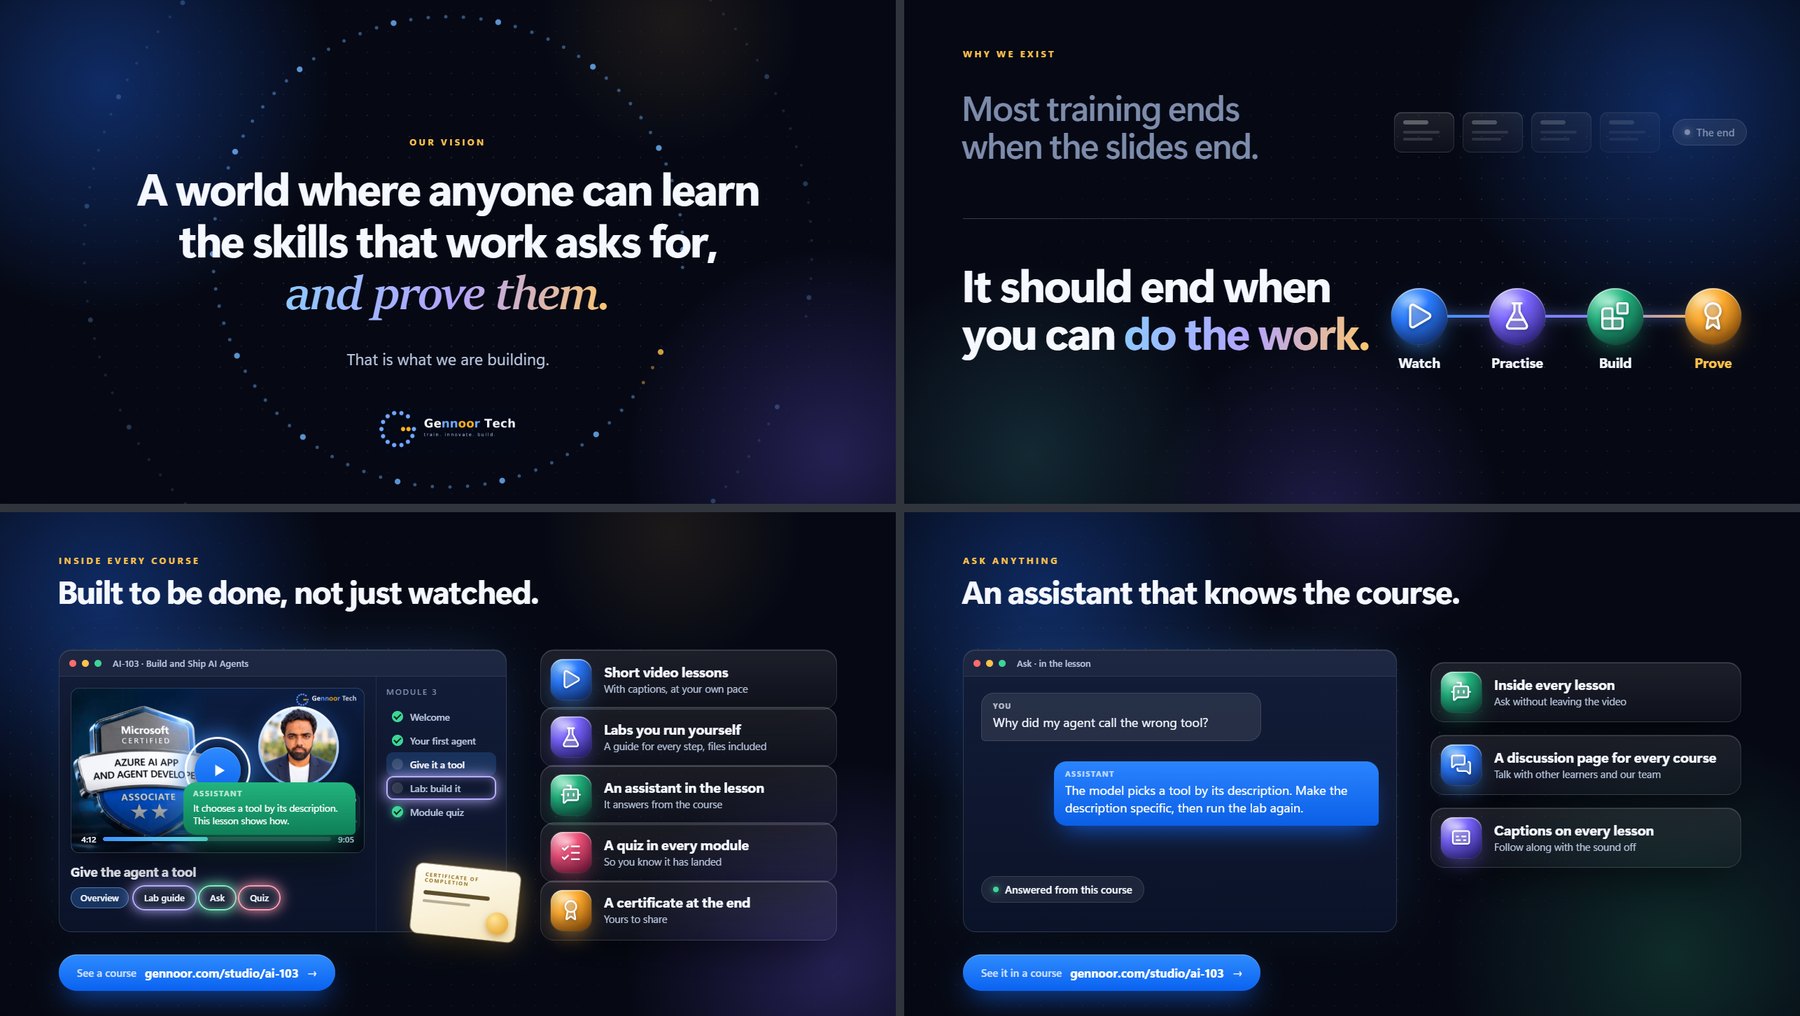 OUR VISION
A world where anyone can learn
the skills that work asks for,
and prove them.
That is what we are building.
Gennoor Tech
train. innovate. build.
WHY WE EXIST
Most training ends
when the slides end.
The end
It should end when
you can do the work.
Watch
Practise
Build
Prove
INSIDE EVERY COURSE
Built to be done, not just watched.
AI-103 · Build and Ship AI Agents
Gennoor Tech
Microsoft
CERTIFIED
AZURE AI APP
AND AGENT DEVELOPE
ASSOCIATE
ASSISTANT
It chooses a tool by its description.
This lesson shows how.
4:12
9:05
Give the agent a tool
Overview
Lab guide
Ask
Quiz
MODULE 3
Welcome
Your first agent
Give it a tool
Lab: build it
Module quiz
CERTIFICATE OF
COMPLETION
Short video lessons
With captions, at your own pace
Labs you run yourself
A guide for every step, files included
An assistant in the lesson
It answers from the course
A quiz in every module
So you know it has landed
A certificate at the end
Yours to share
See a course gennoor.com/studio/ai-103 →
ASK ANYTHING
An assistant that knows the course.
Ask · in the lesson
YOU
Why did my agent call the wrong tool?
ASSISTANT
The model picks a tool by its description. Make the
description specific, then run the lab again.
Answered from this course
Inside every lesson
Ask without leaving the video
A discussion page for every course
Talk with other learners and our team
Captions on every lesson
Follow along with the sound off
See it in a course gennoor.com/studio/ai-103 →